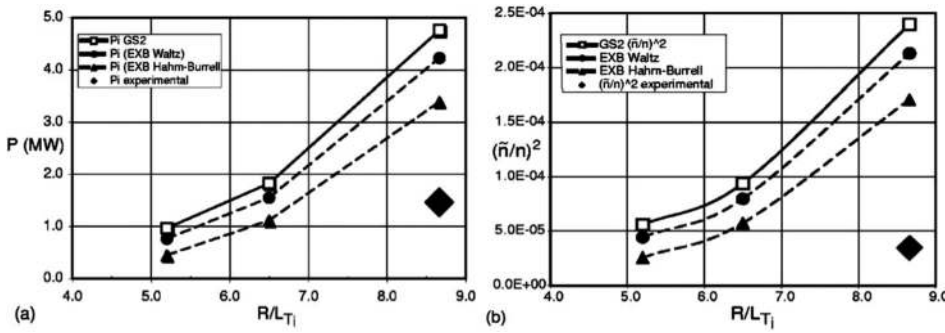 5.0
Pi GS2
Pi (EXB Waltz)
Pi (EXB Hahm-Burrell)
Pi experimental
4.0
3.0
P (MW)
2.0
1.0
0.0
4.0 5.0 6.0 7.0 8.0 9.0
(a) R/L_Ti
2.5E-04
GS2 (ñ/n)^2
EXB Waltz
EXB Hahm-Burrell
(ñ/n)^2 experimental
2.0E-04
1.5E-04
(ñ/n)²
1.0E-04
5.0E-05
0.0E+00
4.0 5.0 6.0 7.0 8.0 9.0
(b) R/L_Ti